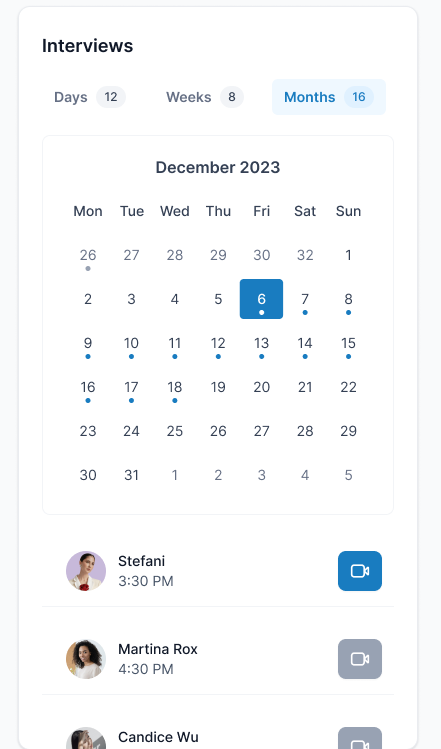 Interviews
Days 12 Weeks 8 Months 16
December 2023
Mon Tue Wed Thu Fri Sat Sun
26 27 28 29 30 32 1
2 3 4 5 6 7 8
9 10 11 12 13 14 15
16 17 18 19 20 21 22
23 24 25 26 27 28 29
30 31 1 2 3 4 5
Stefani
3:30 PM
Martina Rox
4:30 PM
Candice Wu